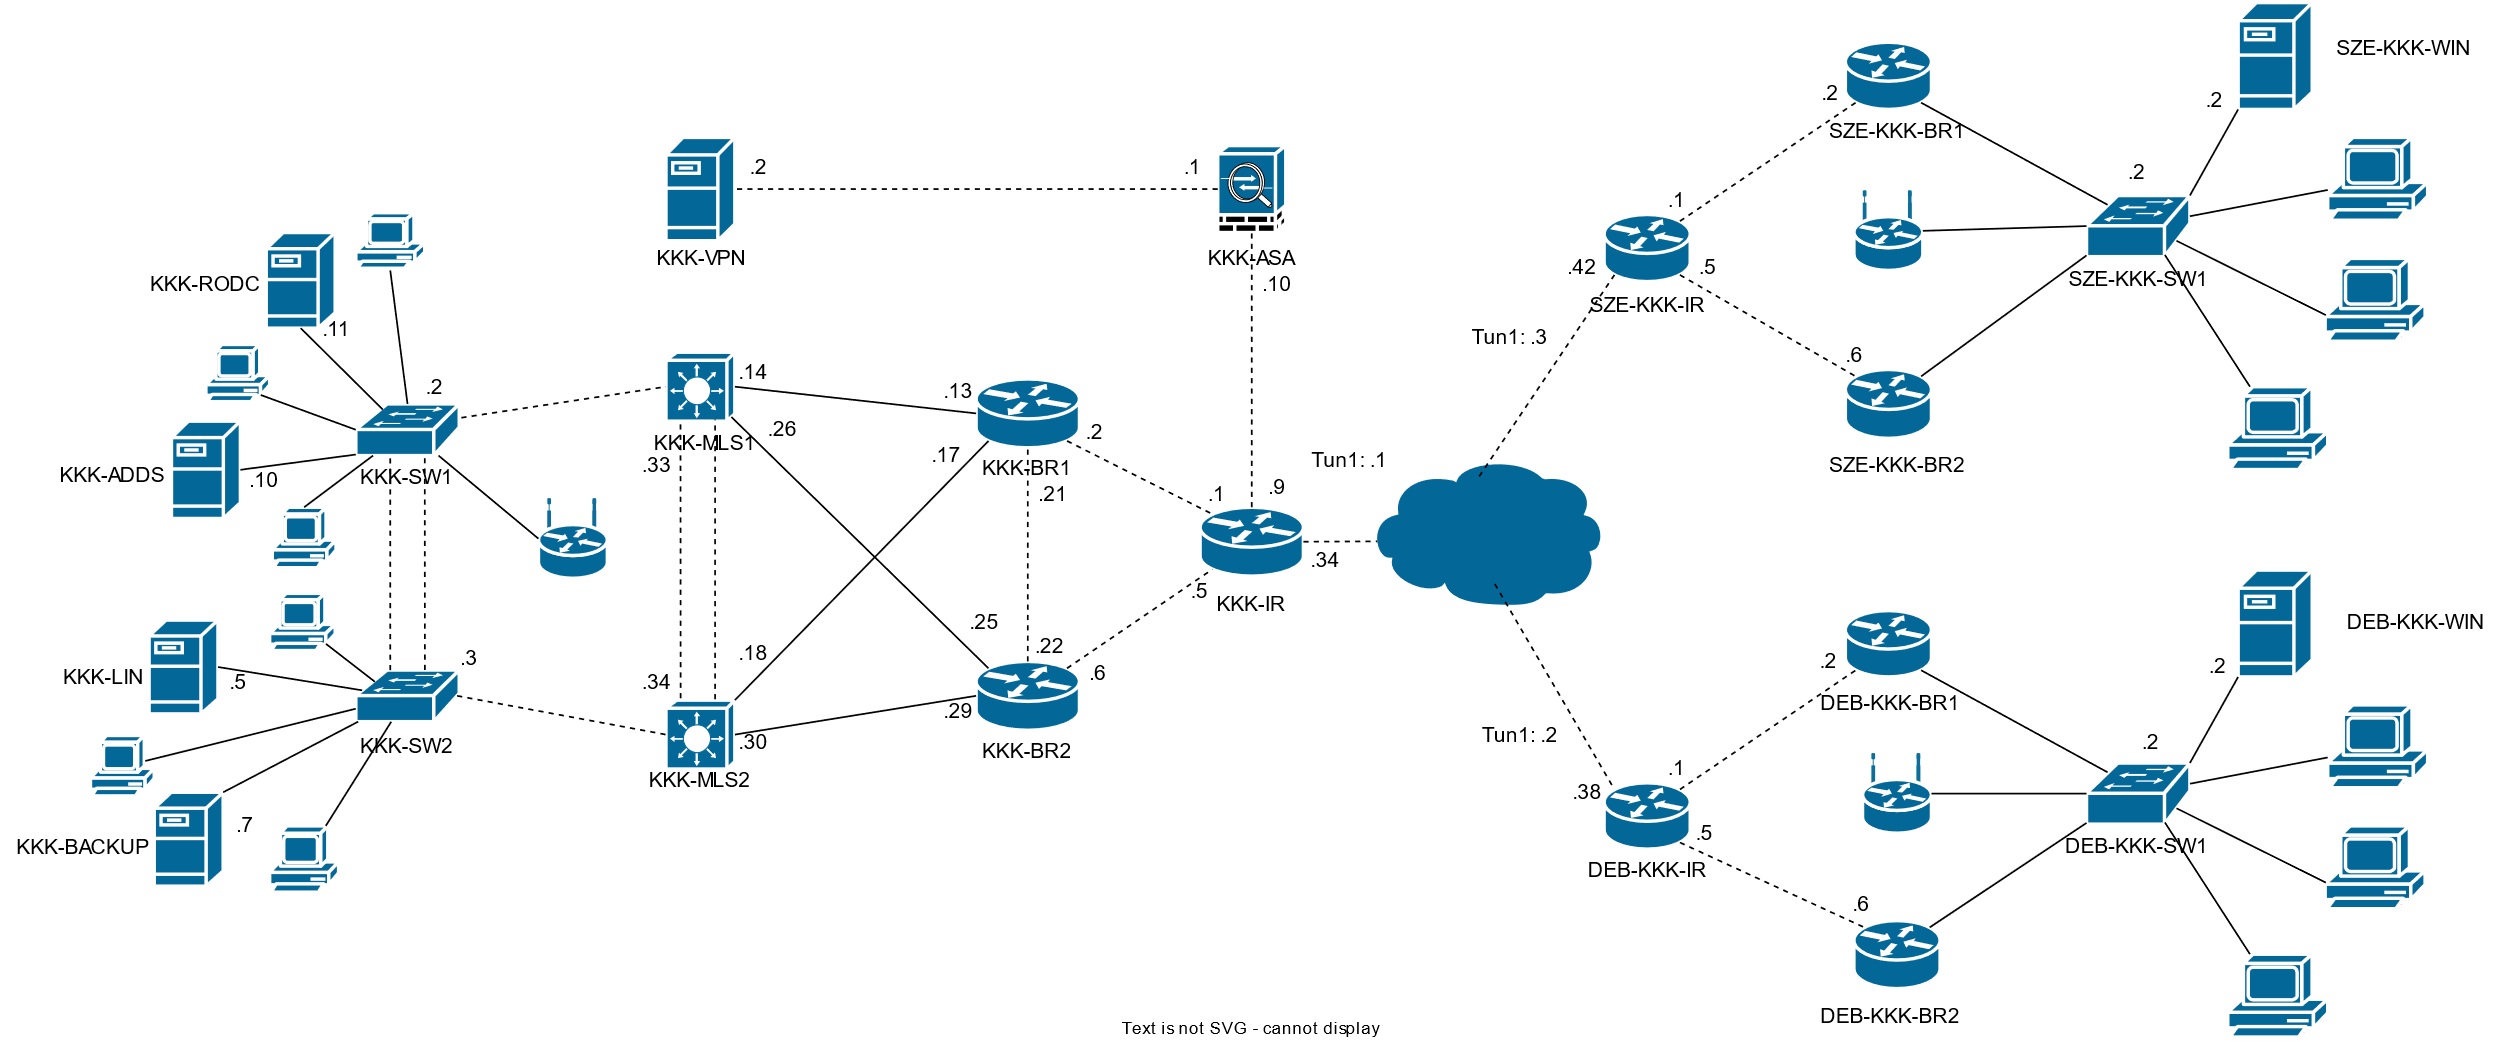 SZE-KKK-WIN
.2
.2
SZE-KKK-BR1
.2
.1
.2
.1
KKK-VPN
KKK-ASA
.10
KKK-RODC
.11
.42
.5
SZE-KKK-IR
SZE-KKK-SW1
Tun1: .3
.6
SZE-KKK-BR2
.2
.14
.13
KKK-MLS1
.26
.33
.17
.2
KKK-BR1
.21
Tun1: .1
KKK-ADDS
.10
KKK-SW1
.1
.9
.34
.5
KKK-IR
.25
.22
.6
.18
.34
.3
KKK-LIN
.5
KKK-SW2
.29
.30
KKK-BR2
KKK-MLS2
KKK-BACKUP
.7
Tun1: .2
DEB-KKK-WIN
.2
.2
DEB-KKK-BR1
.2
.1
.38
.5
DEB-KKK-IR
DEB-KKK-SW1
.6
DEB-KKK-BR2
Text is not SVG - cannot display